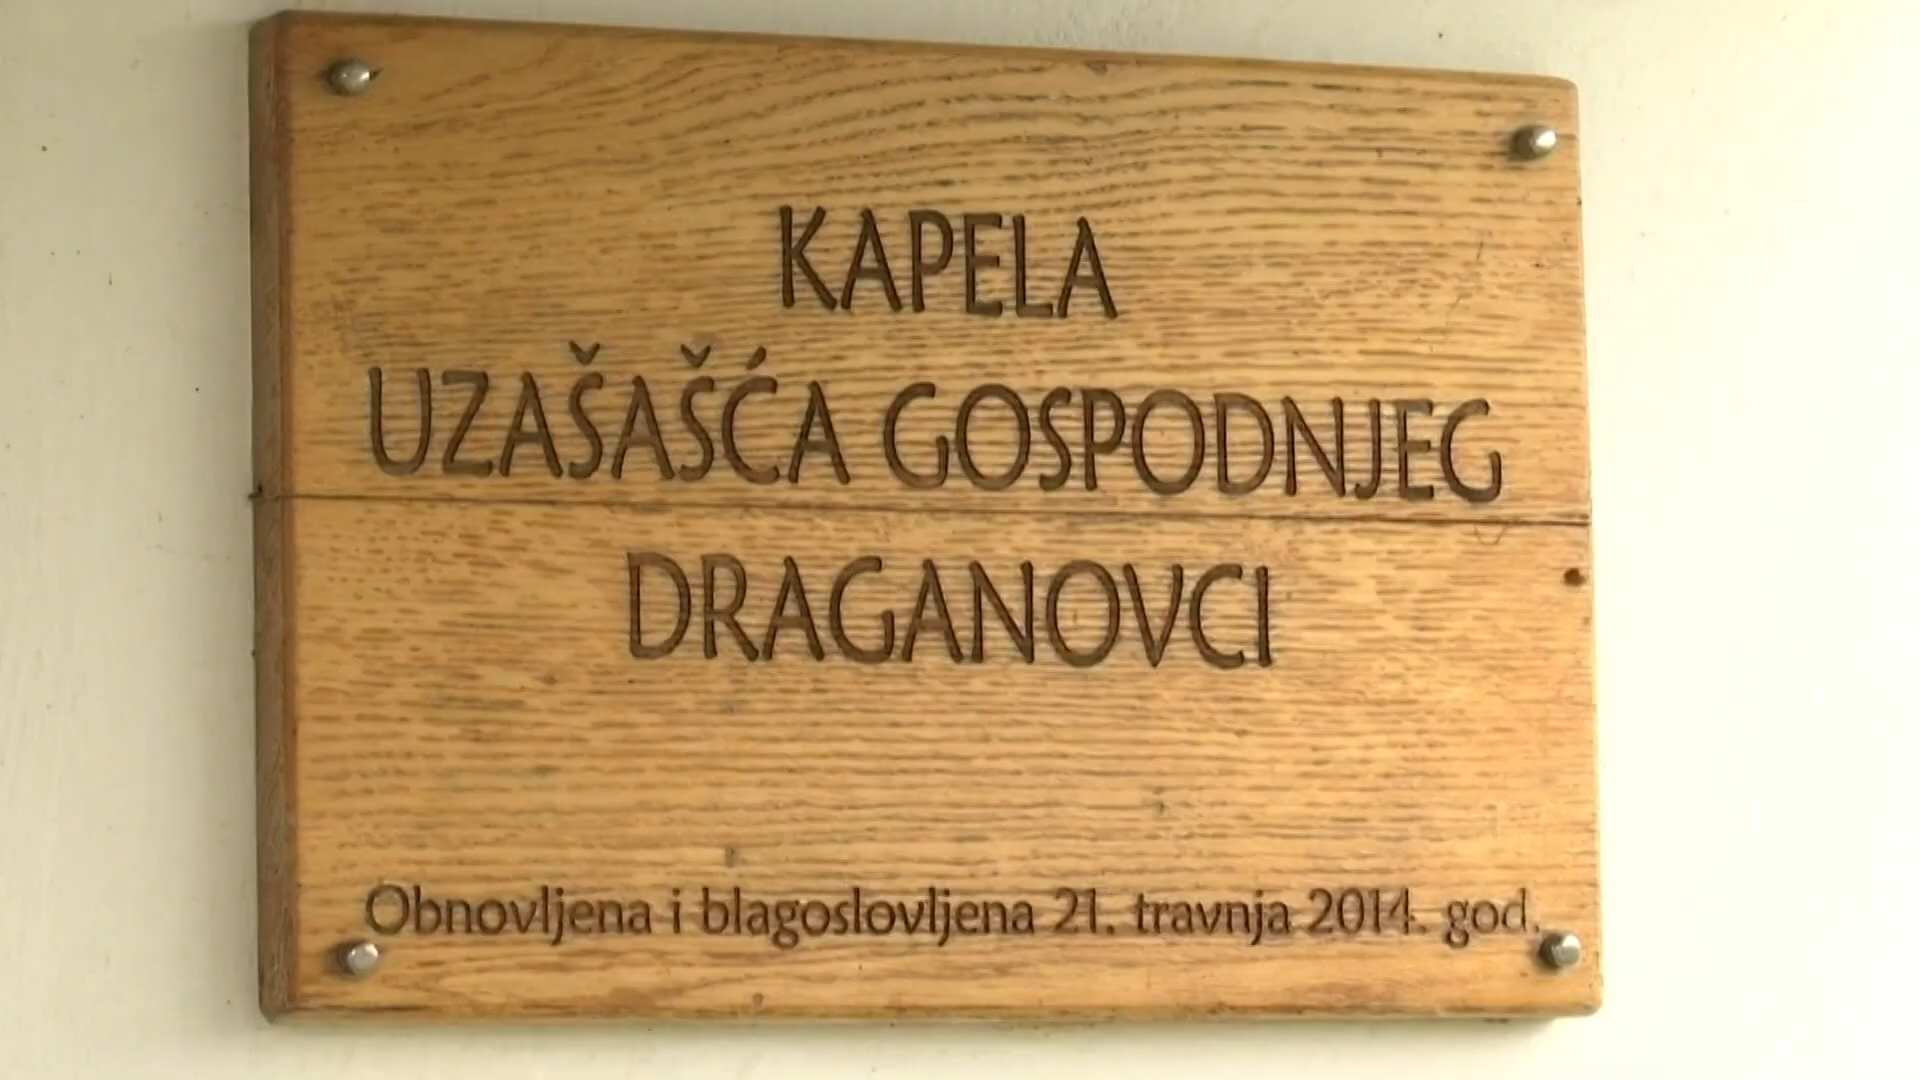 KAPELA
UZAŠAŠĆA GOSPODNJEG
DRAGANOVCI
Obnovljena i blagoslovljena 21. travnja 2014. god.